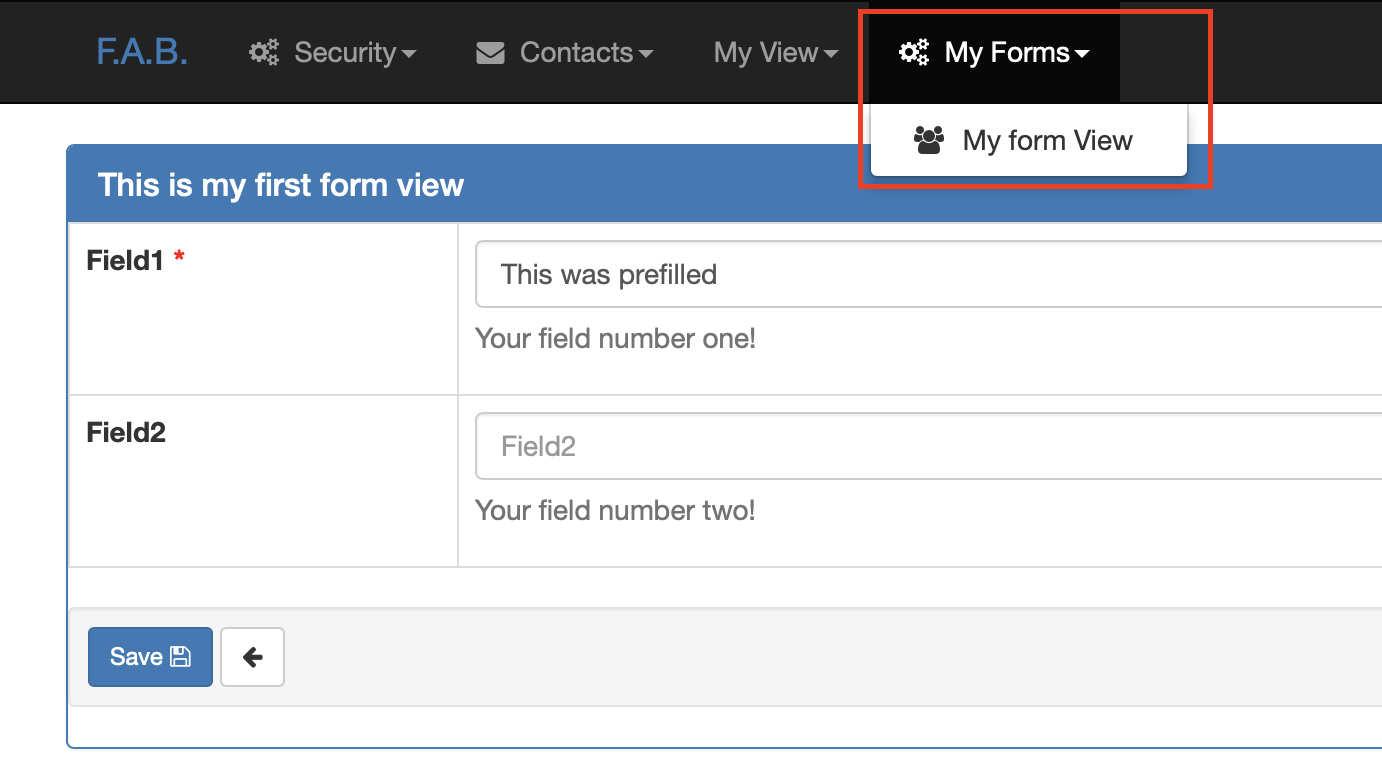 F.A.B. Security Contacts My View My Forms
My form View
This is my first form view
Field1 * This was prefilled
Your field number one!
Field2 Field2
Your field number two!
Save